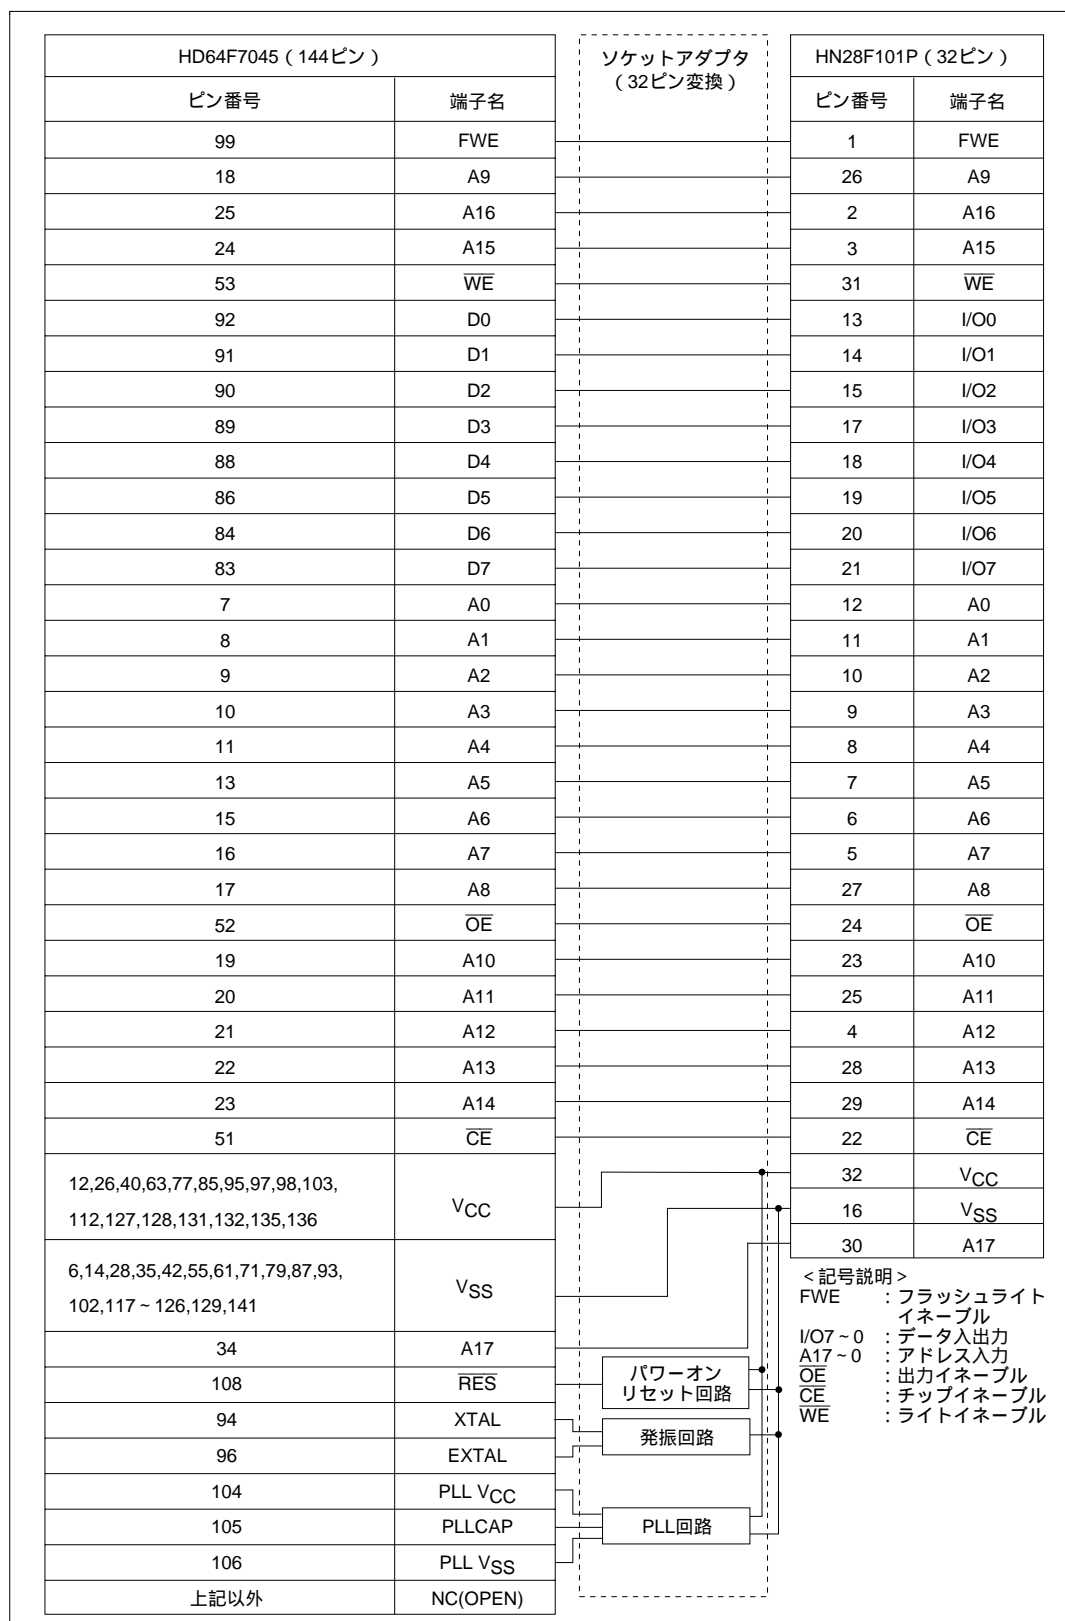 HD64F7045（144ピン）
ピン番号 端子名
99 FWE
18 A9
25 A16
24 A15
53 WE
92 D0
91 D1
90 D2
89 D3
88 D4
86 D5
84 D6
83 D7
7 A0
8 A1
9 A2
10 A3
11 A4
13 A5
15 A6
16 A7
17 A8
52 OE
19 A10
20 A11
21 A12
22 A13
23 A14
51 CE
12,26,40,63,77,85,95,97,98,103,
112,127,128,131,132,135,136
VCC
6,14,28,35,42,55,61,71,79,87,93,
102,117～126,129,141
VSS
34 A17
108 RES
94 XTAL
96 EXTAL
104 PLL VCC
105 PLLCAP
106 PLL VSS
上記以外 NC(OPEN)
ソケットアダプタ
（32ピン変換）
パワーオン
リセット回路
発振回路
PLL回路
HN28F101P（32ピン）
ピン番号 端子名
1 FWE
26 A9
2 A16
3 A15
31 WE
13 I/O0
14 I/O1
15 I/O2
17 I/O3
18 I/O4
19 I/O5
20 I/O6
21 I/O7
12 A0
11 A1
10 A2
9 A3
8 A4
7 A5
6 A6
5 A7
27 A8
24 OE
23 A10
25 A11
4 A12
28 A13
29 A14
22 CE
32 VCC
16 VSS
30 A17
＜記号説明＞
FWE ：フラッシュライト
イネーブル
I/O7～0 ：データ入出力
A17～0 ：アドレス入力
OE ：出力イネーブル
CE ：チップイネーブル
WE ：ライトイネーブル